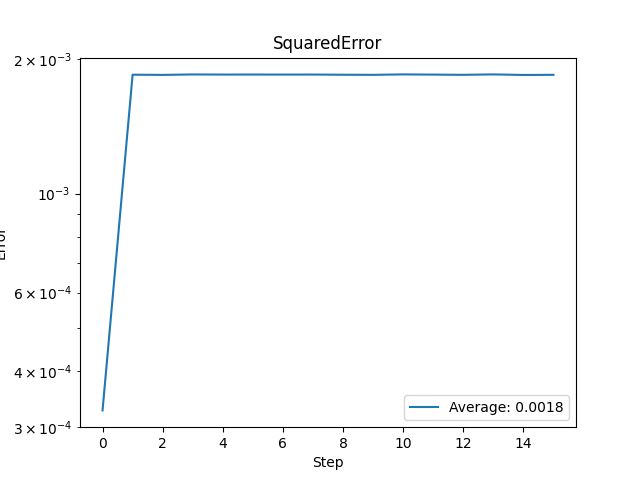 SquaredError
2 × 10⁻³
10⁻³
6 × 10⁻⁴
4 × 10⁻⁴
3 × 10⁻⁴
Error
Average: 0.0018
0 2 4 6 8 10 12 14
Step